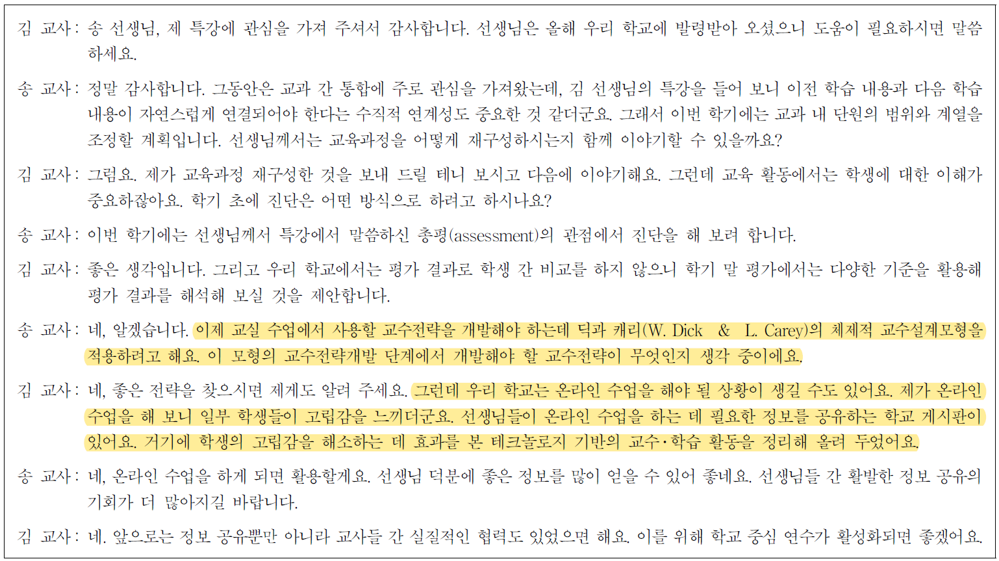 김 교사 : 송 선생님, 제 특강에 관심을 가져 주셔서 감사합니다. 선생님은 올해 우리 학교에 발령받아 오셨으니 도움이 필요하시면 말씀
하세요.
송 교사 : 정말 감사합니다. 그동안은 교과 간 통합에 주로 관심을 가져왔는데, 김 선생님의 특강을 들어 보니 이전 학습 내용과 다음 학습
내용이 자연스럽게 연결되어야 한다는 수직적 연계성도 중요한 것 같더군요. 그래서 이번 학기에는 교과 내 단원의 범위와 계열을
조정할 계획입니다. 선생님께서는 교육과정을 어떻게 재구성하시는지 함께 이야기할 수 있을까요?
김 교사 : 그럼요. 제가 교육과정 재구성한 것을 보내 드릴 테니 보시고 다음에 이야기해요. 그런데 교육 활동에서는 학생에 대한 이해가
중요하잖아요. 학기 초에 진단은 어떤 방식으로 하려고 하시나요?
송 교사 : 이번 학기에는 선생님께서 특강에서 말씀하신 총평(assessment)의 관점에서 진단을 해 보려 합니다.
김 교사 : 좋은 생각입니다. 그리고 우리 학교에서는 평가 결과로 학생 간 비교를 하지 않으니 학기 말 평가에서는 다양한 기준을 활용해
평가 결과를 해석해 보실 것을 제안합니다.
송 교사 : 네, 알겠습니다. 이제 교실 수업에서 사용할 교수전략을 개발해야 하는데 딕과 캐리(W. Dick & L. Carey)의 체제적 교수설계모형을
적용하려고 해요. 이 모형의 교수전략개발 단계에서 개발해야 할 교수전략이 무엇인지 생각 중이에요.
김 교사 : 네, 좋은 전략을 찾으시면 제게도 알려 주세요. 그런데 우리 학교는 온라인 수업을 해야 될 상황이 생길 수도 있어요. 제가 온라인
수업을 해 보니 일부 학생들이 고립감을 느끼더군요. 선생님들이 온라인 수업을 하는 데 필요한 정보를 공유하는 학교 게시판이
있어요. 거기에 학생의 고립감을 해소하는 데 효과를 본 테크놀로지 기반의 교수·학습 활동을 정리해 올려 두었어요.
송 교사 : 네, 온라인 수업을 하게 되면 활용할게요. 선생님 덕분에 좋은 정보를 많이 얻을 수 있어 좋네요. 선생님들 간 활발한 정보 공유의
기회가 더 많아지길 바랍니다.
김 교사 : 네. 앞으로는 정보 공유뿐만 아니라 교사들 간 실질적인 협력도 있었으면 해요. 이를 위해 학교 중심 연수가 활성화되면 좋겠어요.